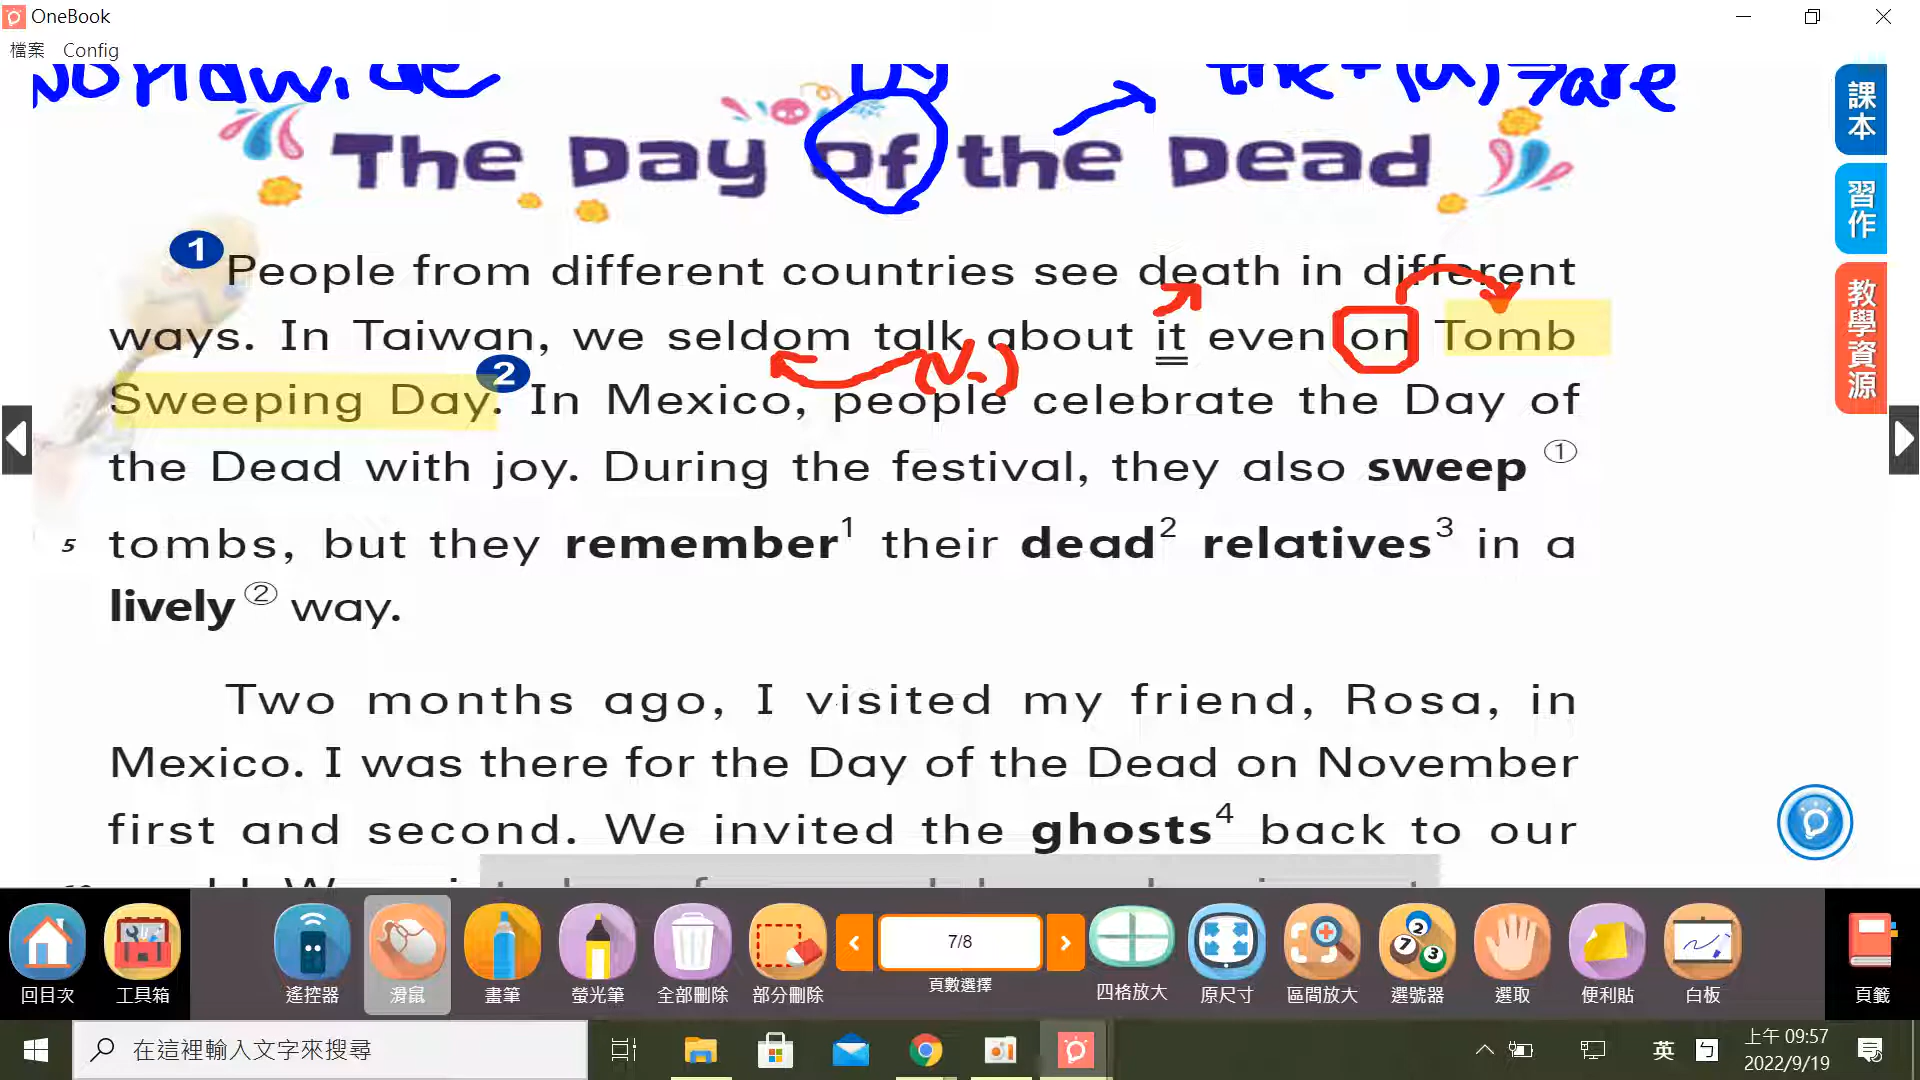 OneBook
檔案 Config
Worldwide
the + (a) => are
The Day of the Dead
1 People from different countries see death in different
ways. In Taiwan, we seldom talk about it even on Tomb
(V.)
Sweeping Day. 2 In Mexico, people celebrate the Day of
the Dead with joy. During the festival, they also sweep ①
5 tombs, but they remember1 their dead2 relatives3 in a
lively ② way.
Two months ago, I visited my friend, Rosa, in
Mexico. I was there for the Day of the Dead on November
first and second. We invited the ghosts4 back to our
課本
習作
教學資源
7/8
回目次 工具箱 遙控器 滑鼠 畫筆 螢光筆 全部刪除 部分刪除 頁數選擇 四格放大 原尺寸 區間放大 選號器 選取 便利貼 白板 頁籤
在這裡輸入文字來搜尋
英 ㄅ
上午 09:57
2022/9/19